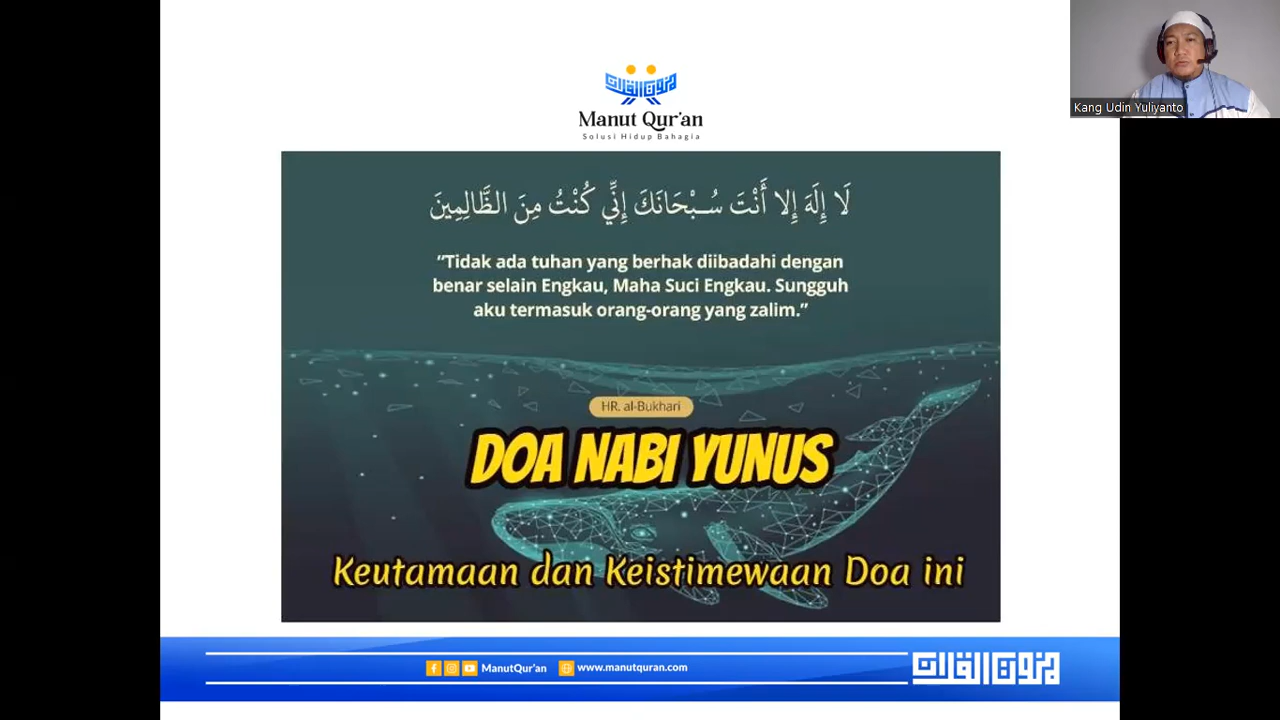 Kang Udin Yuliyanto
Manut Qur'an
Solusi Hidup Bahagia
لَا إِلَهَ إِلا أَنْتَ سُـبْحَانَكَ إِنِّي كُنْتُ مِنَ الظَّالِمِينَ
“Tidak ada tuhan yang berhak diibadahi dengan
benar selain Engkau, Maha Suci Engkau. Sungguh
aku termasuk orang-orang yang zalim.”
HR. al-Bukhari
DOA NABI YUNUS
Keutamaan dan Keistimewaan Doa ini
ManutQur'an www.manutquran.com